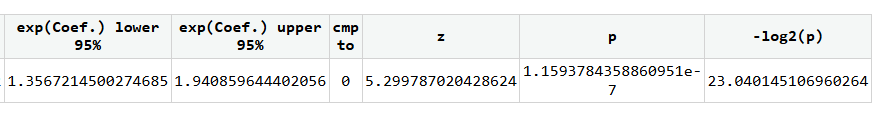 exp(Coef.) lower exp(Coef.) upper cmp z p -log2(p)
95% 95% to
1.3567214500274685 1.940859644402056 0 5.299787020428624 1.1593784358860951e- 23.040145106960264
7